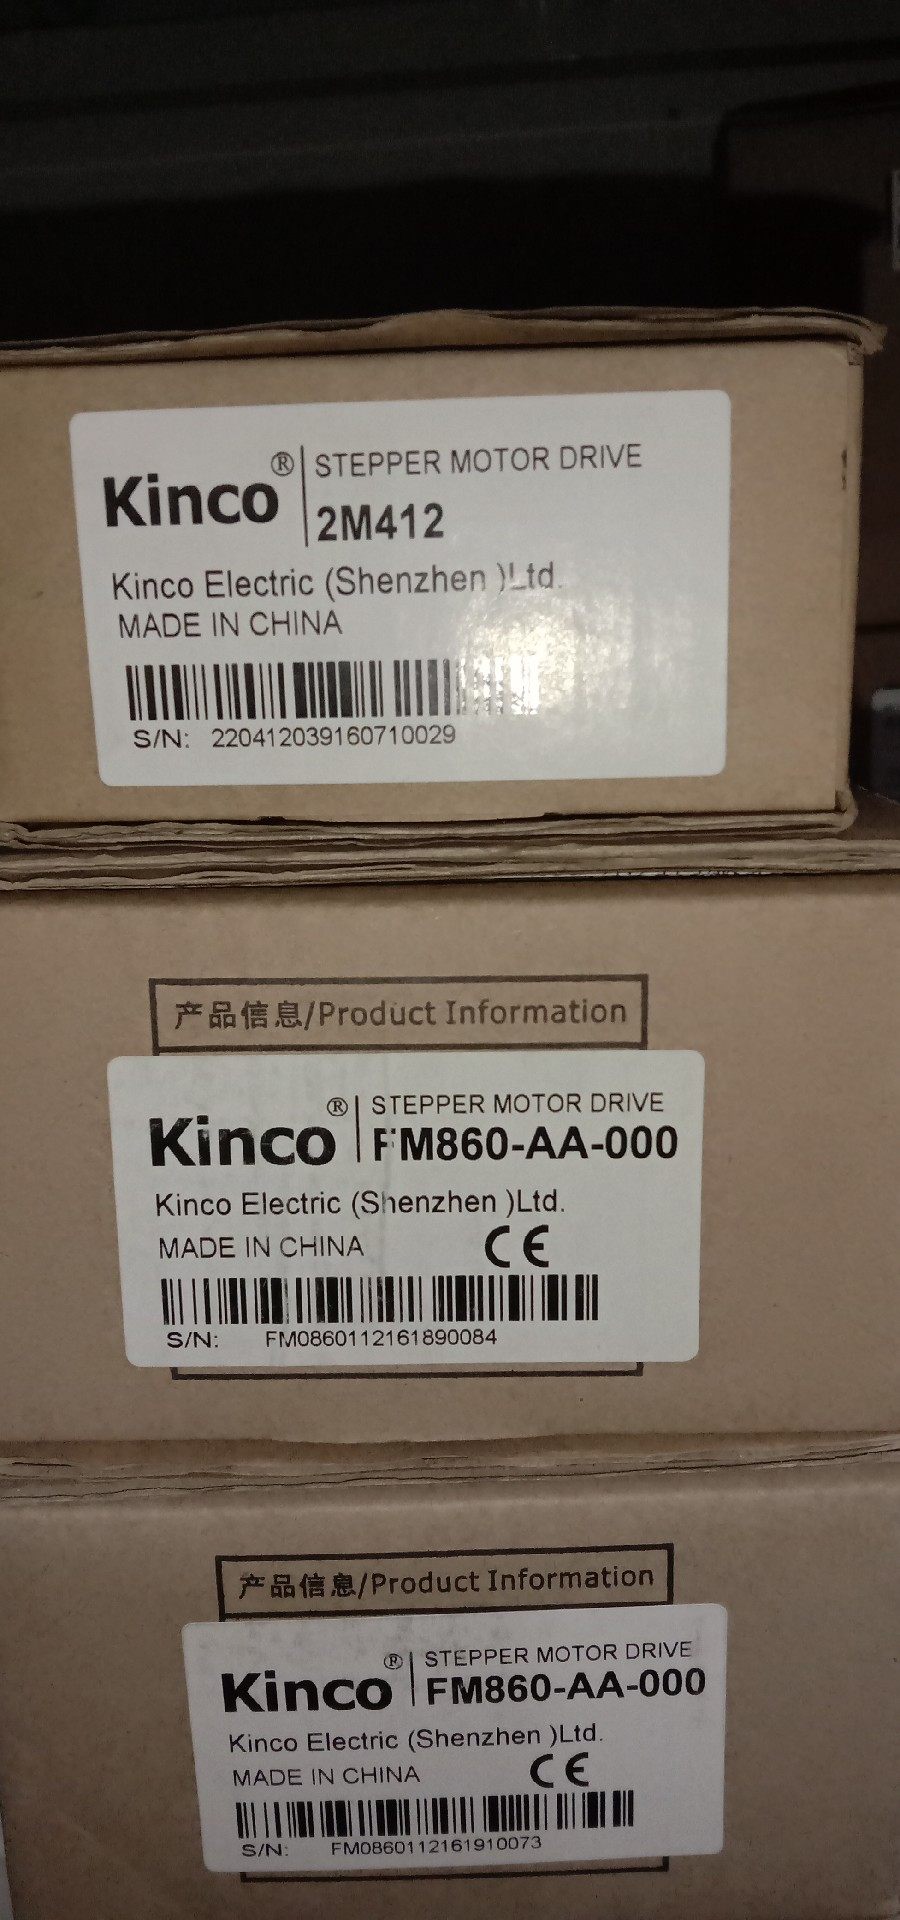 Kinco® STEPPER MOTOR DRIVE
2M412
Kinco Electric (Shenzhen )Ltd.
MADE IN CHINA
S/N: 220412039160710029
产品信息/Product Information
Kinco® STEPPER MOTOR DRIVE
FM860-AA-000
Kinco Electric (Shenzhen )Ltd.
MADE IN CHINA CE
S/N: FM0860112161890084
产品信息/Product Information
Kinco® STEPPER MOTOR DRIVE
FM860-AA-000
Kinco Electric (Shenzhen )Ltd.
MADE IN CHINA CE
S/N: FM0860112161910073